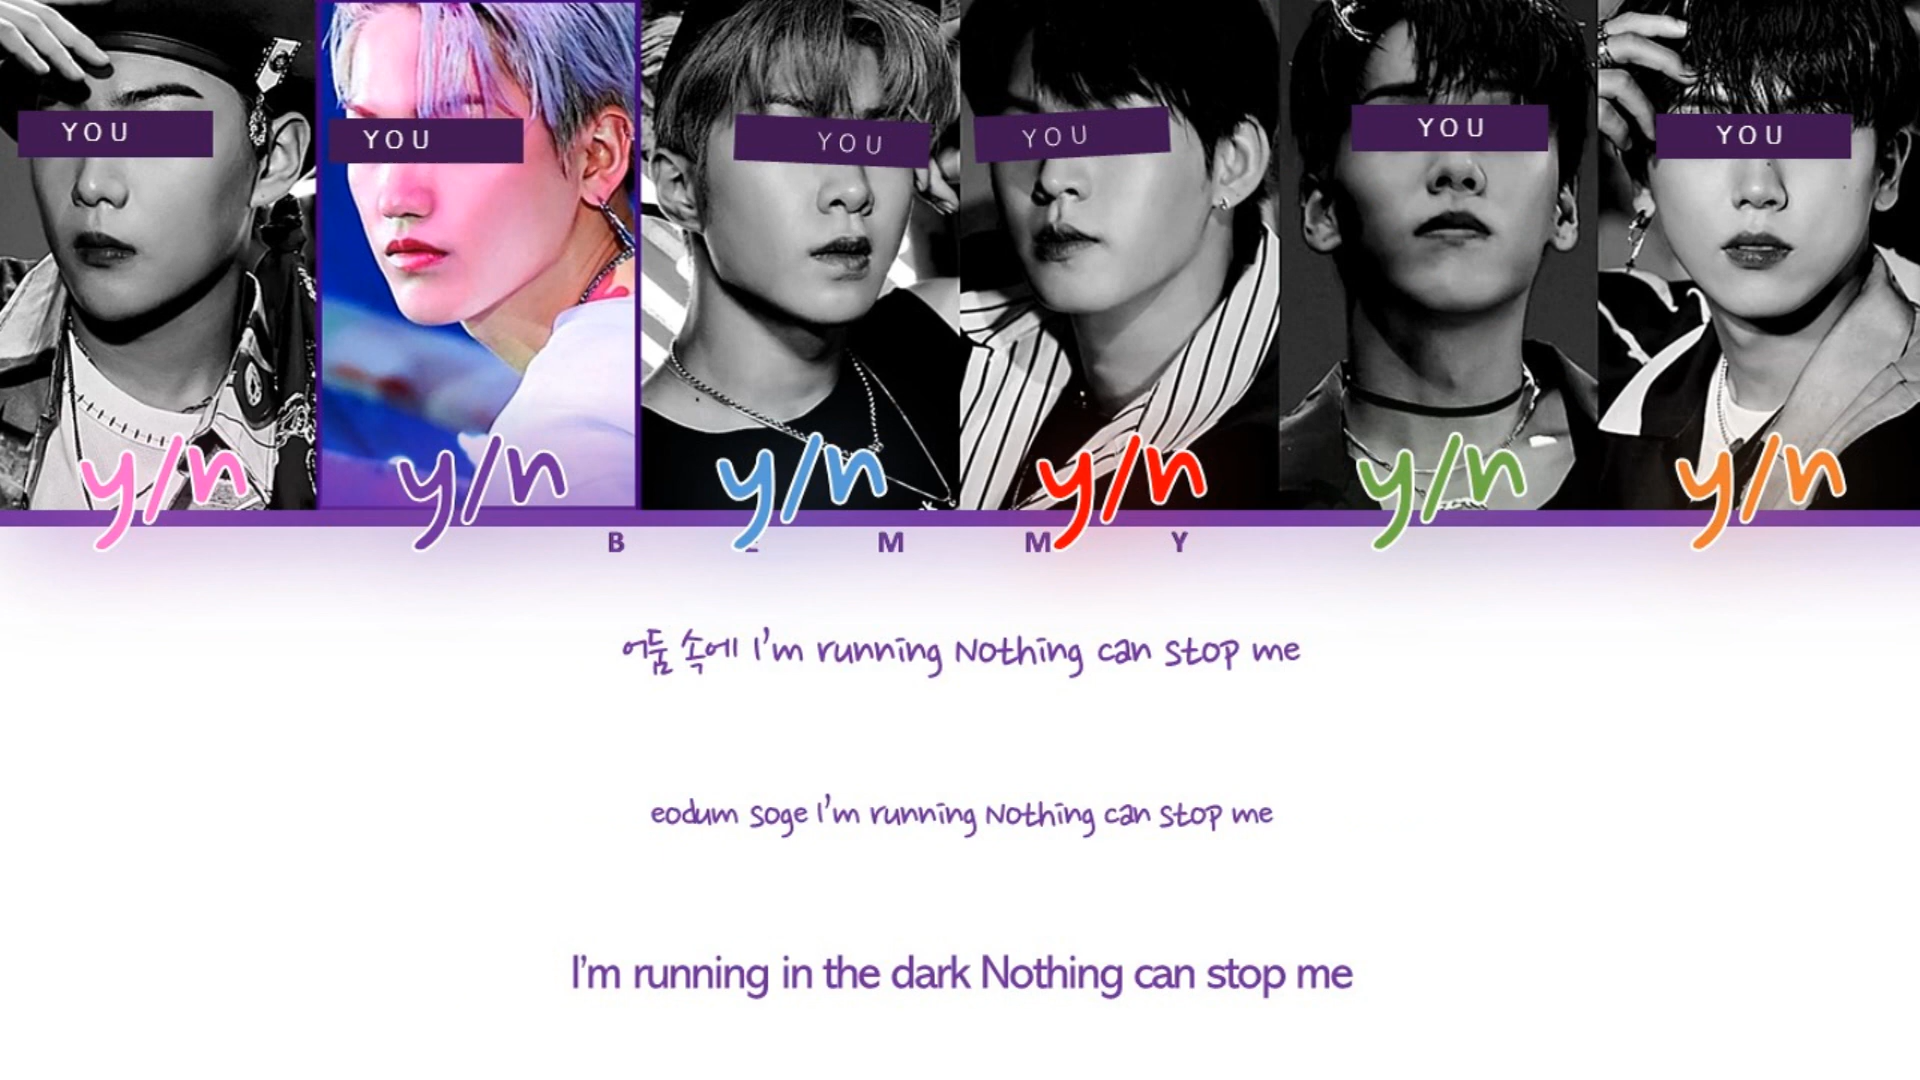 YOU YOU YOU YOU YOU YOU
y/n y/n y/n y/n y/n y/n
B M M Y
어둠 속에 I'm running Nothing can stop me
eodum soge I'm running Nothing can stop me
I'm running in the dark Nothing can stop me